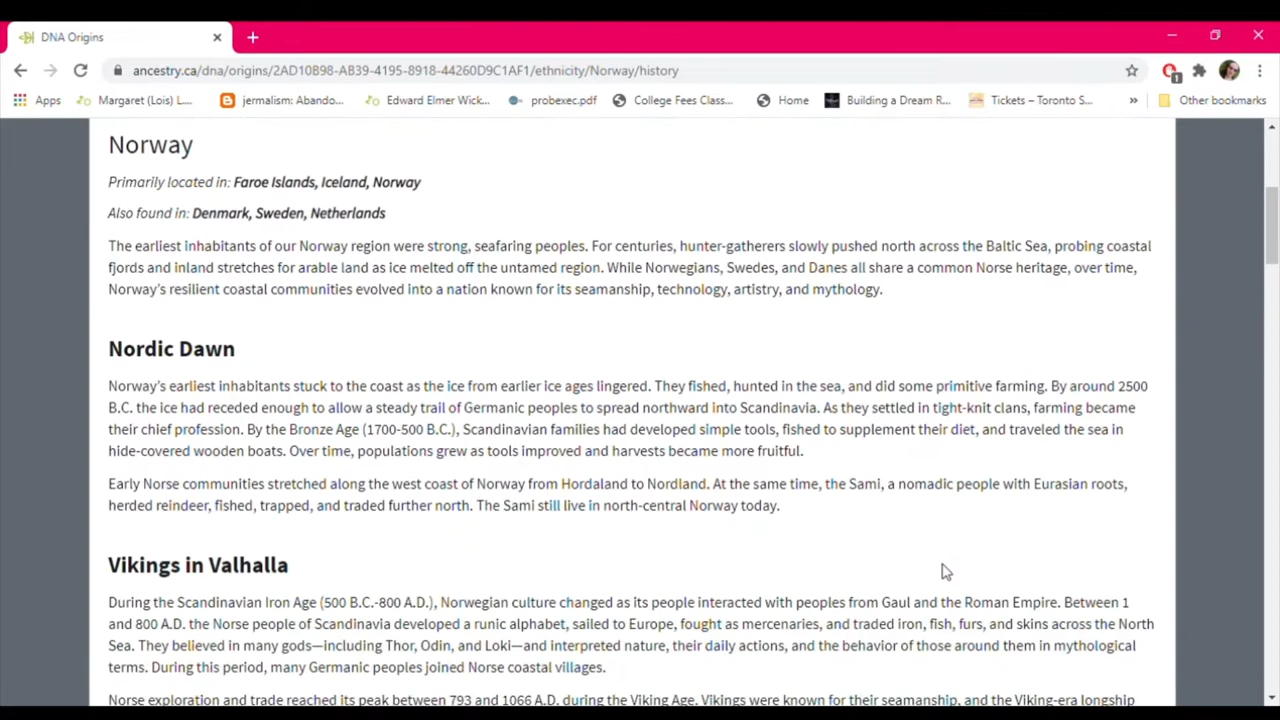 DNA Origins
ancestry.ca/dna/origins/2AD10B98-AB39-4195-8918-44260D9C1AF1/ethnicity/Norway/history
1
Apps Margaret (Lois) L... jermalism: Abando... Edward Elmer Wick... probexec.pdf College Fees Class... Home Building a Dream R... Tickets – Toronto S... » Other bookmarks
Norway
Primarily located in: Faroe Islands, Iceland, Norway
Also found in: Denmark, Sweden, Netherlands
The earliest inhabitants of our Norway region were strong, seafaring peoples. For centuries, hunter-gatherers slowly pushed north across the Baltic Sea, probing coastal
fjords and inland stretches for arable land as ice melted off the untamed region. While Norwegians, Swedes, and Danes all share a common Norse heritage, over time,
Norway's resilient coastal communities evolved into a nation known for its seamanship, technology, artistry, and mythology.
Nordic Dawn
Norway's earliest inhabitants stuck to the coast as the ice from earlier ice ages lingered. They fished, hunted in the sea, and did some primitive farming. By around 2500
B.C. the ice had receded enough to allow a steady trail of Germanic peoples to spread northward into Scandinavia. As they settled in tight-knit clans, farming became
their chief profession. By the Bronze Age (1700-500 B.C.), Scandinavian families had developed simple tools, fished to supplement their diet, and traveled the sea in
hide-covered wooden boats. Over time, populations grew as tools improved and harvests became more fruitful.
Early Norse communities stretched along the west coast of Norway from Hordaland to Nordland. At the same time, the Sami, a nomadic people with Eurasian roots,
herded reindeer, fished, trapped, and traded further north. The Sami still live in north-central Norway today.
Vikings in Valhalla
During the Scandinavian Iron Age (500 B.C.-800 A.D.), Norwegian culture changed as its people interacted with peoples from Gaul and the Roman Empire. Between 1
and 800 A.D. the Norse people of Scandinavia developed a runic alphabet, sailed to Europe, fought as mercenaries, and traded iron, fish, furs, and skins across the North
Sea. They believed in many gods—including Thor, Odin, and Loki—and interpreted nature, their daily actions, and the behavior of those around them in mythological
terms. During this period, many Germanic peoples joined Norse coastal villages.
Norse exploration and trade reached its peak between 793 and 1066 A.D. during the Viking Age. Vikings were known for their seamanship, and the Viking-era longship